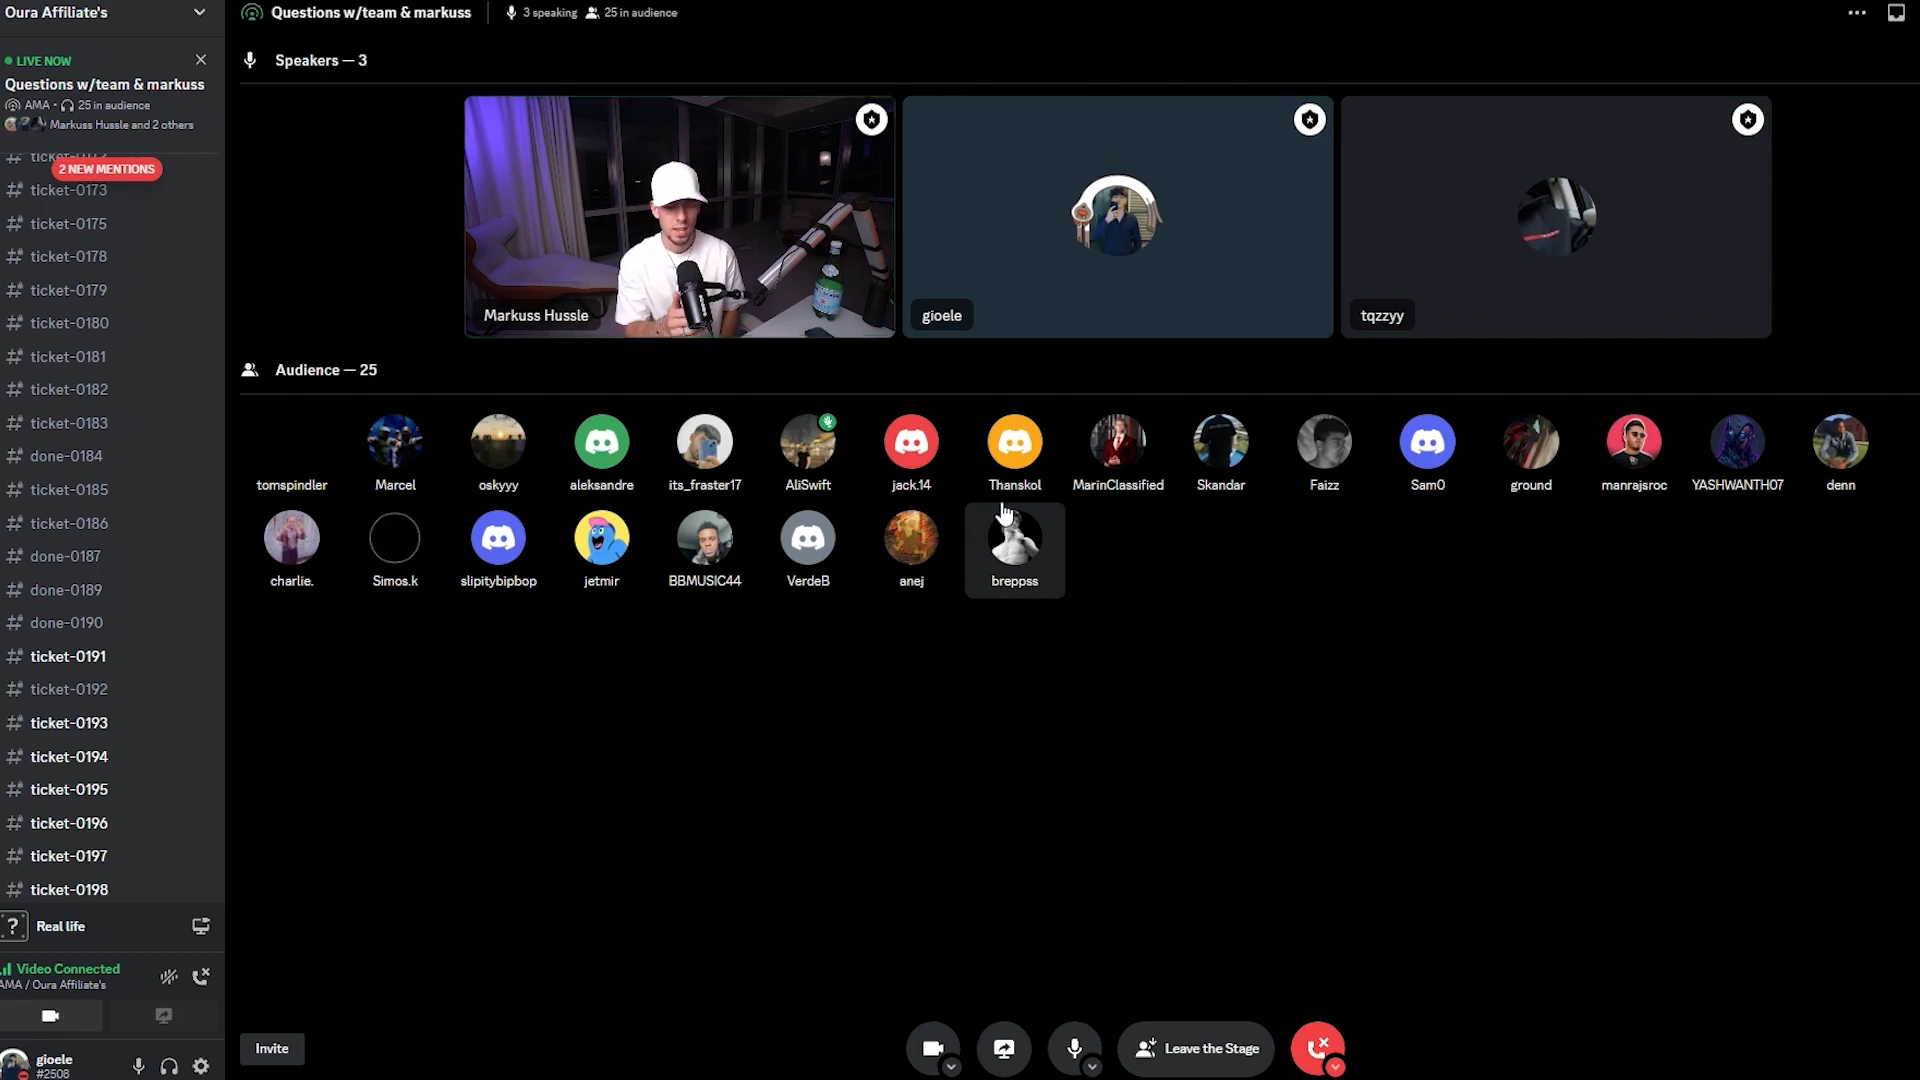 Oura Affiliate's
LIVE NOW
Questions w/team & markuss
AMA • 25 in audience
Markuss Hussle and 2 others
2 NEW MENTIONS
ticket-0173
ticket-0175
ticket-0178
ticket-0179
ticket-0180
ticket-0181
ticket-0182
ticket-0183
done-0184
ticket-0185
ticket-0186
done-0187
done-0189
done-0190
ticket-0191
ticket-0192
ticket-0193
ticket-0194
ticket-0195
ticket-0196
ticket-0197
ticket-0198
Real life
Video Connected
AMA / Oura Affiliate's
gioele
#2508
Questions w/team & markuss
3 speaking 25 in audience
Speakers — 3
Markuss Hussle
gioele
tqzzyy
Audience — 25
tomspindler Marcel oskyyy aleksandre its_fraster17 AliSwift jack.14 Thanskol MarinClassified Skandar Faizz Sam0 ground manrajsroc YASHWANTH07 denn
charlie. Simos.k slipitybipbop jetmir BBMUSIC44 VerdeB anej breppss
Invite
Leave the Stage